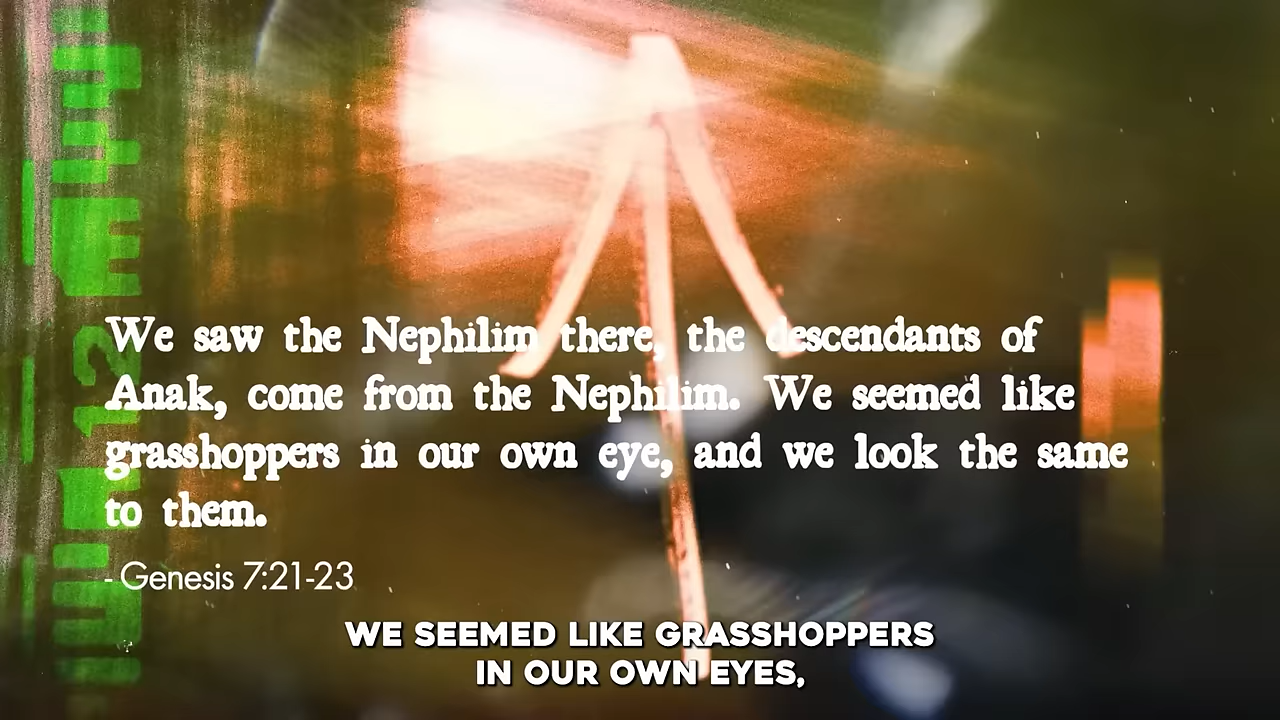 We saw the Nephilim there, the descendants of
Anak, come from the Nephilim. We seemed like
grasshoppers in our own eye, and we look the same
to them.
- Genesis 7:21-23
WE SEEMED LIKE GRASSHOPPERS
IN OUR OWN EYES,